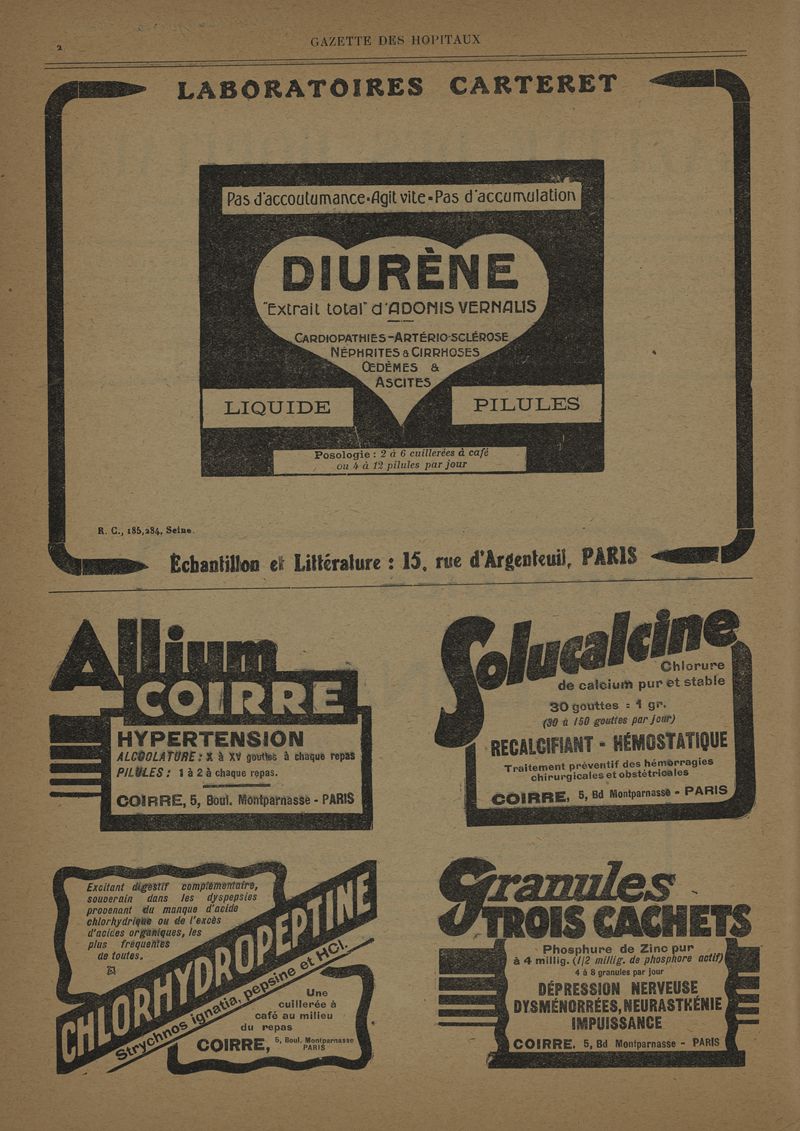 2
GAZETTE DES HOPITAUX
LABORATOIRES CARTERET
Pas d'accoutumance-Agit vite-Pas d'accumulation
DIURÈNE
"Extrait total" d'ADONIS VERNALIS
CARDIOPATHIES-ARTÉRIO-SCLÉROSE
NÉPHRITES & CIRRHOSES
ŒDÈMES &
ASCITES
LIQUIDE
PILULES
Posologie : 2 à 6 cuillerées à café
ou 4 à 12 pilules par jour
R. C., 185,284, Seine.
Échantillon et Littérature : 15, rue d'Argenteuil, PARIS
Allium
COIRRE
HYPERTENSION
ALCOOLATURE : X à XV gouttes à chaque repas
PILULES : 1 à 2 à chaque repas.
COIRRE, 5, Boul. Montparnasse - PARIS
Solucalcine
Chlorure
de calcium pur et stable
30 gouttes = 1 gr.
(30 à 150 gouttes par jour)
RECALCIFIANT - HÉMOSTATIQUE
Traitement préventif des hémorragies
chirurgicales et obstétricales
COIRRE, 5, Bd Montparnasse - PARIS
Excitant digestif complémentaire,
souverain dans les dyspepsies
provenant du manque d'acide
chlorhydrique ou de l'excès
d'acides organiques, les
plus fréquentes
de toutes.
CHLORHYDROPEPTINE
Strychnos ignatia, pepsine et HCl.
Une
cuillerée à
café au milieu
du repas
COIRRE, 5, Boul. Montparnasse
PARIS
Granules
TROIS CACHETS
Phosphure de Zinc pur
à 4 millig. (1/2 millig. de phosphore actif)
4 à 8 granules par jour
DÉPRESSION NERVEUSE
DYSMÉNORRÉES, NEURASTKÉNIE
IMPUISSANCE
COIRRE, 5, Bd Montparnasse - PARIS